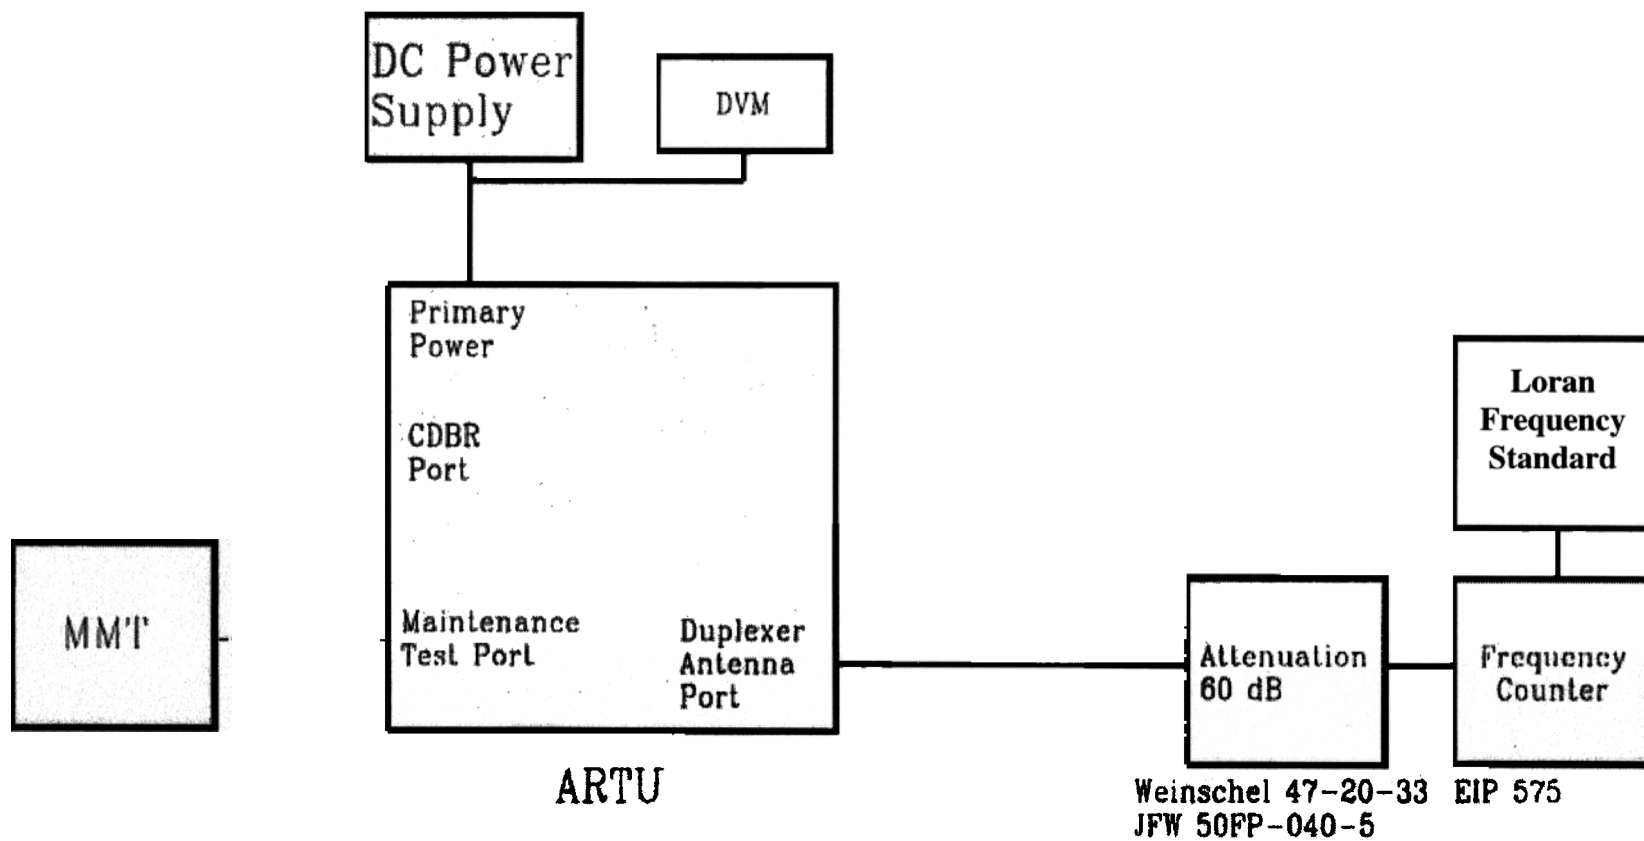 DC Power
Supply
DVM
Primary
Power
CDBR
Port
Loran
Frequency
Standard
MMT
Maintenance
Test Port
Duplexer
Antenna
Port
Attenuation
60 dB
Frequency
Counter
ARTU
Weinschel 47-20-33
JFW 50FP-040-5
EIP 575